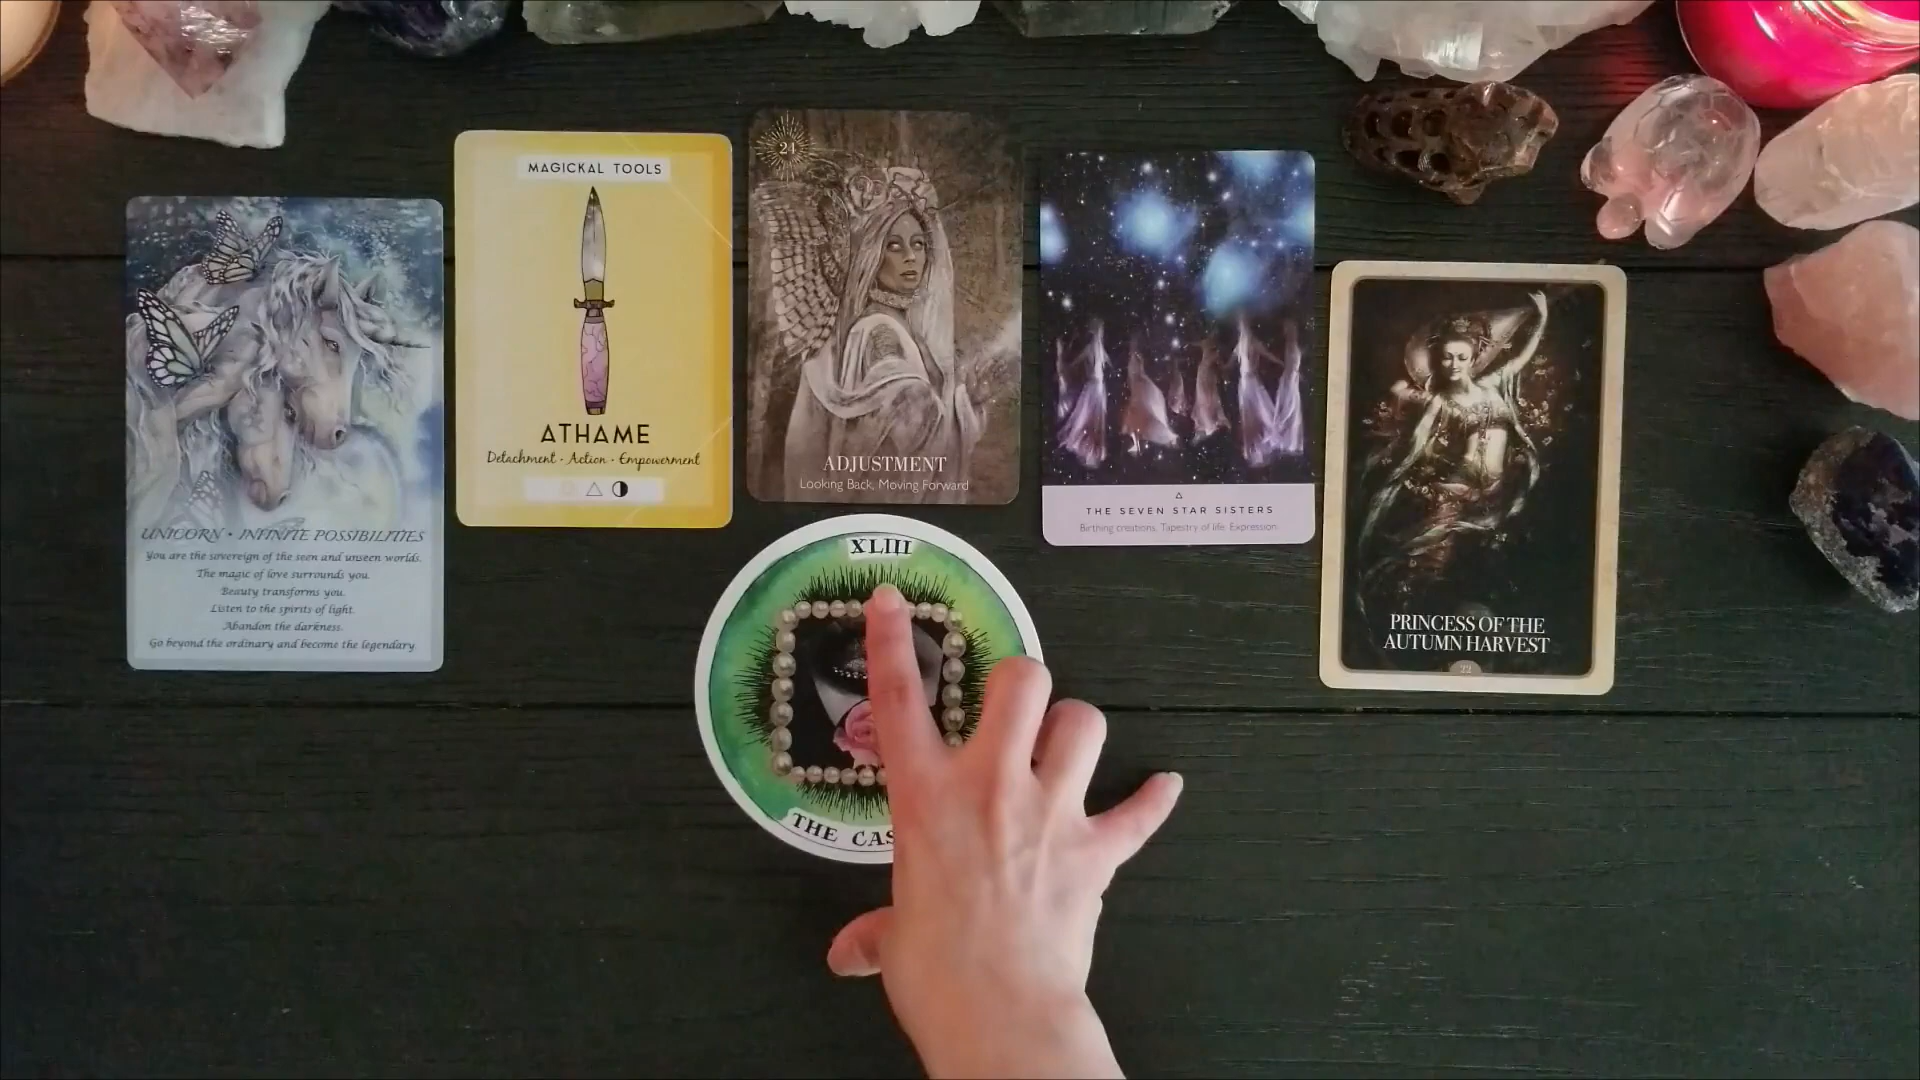 UNICORN • INFINITE POSSIBILITIES
You are the sovereign of the seen and unseen worlds.
The magic of love surrounds you.
Beauty transforms you.
Listen to the spirits of light.
Abandon the darkness.
Go beyond the ordinary and become the legendary
MAGICKAL TOOLS
ATHAME
Detachment • Action • Empowerment
24
ADJUSTMENT
Looking Back, Moving Forward
THE SEVEN STAR SISTERS
Birthing creations. Tapestry of life. Expression.
PRINCESS OF THE
AUTUMN HARVEST
22
XLIII
THE CAS